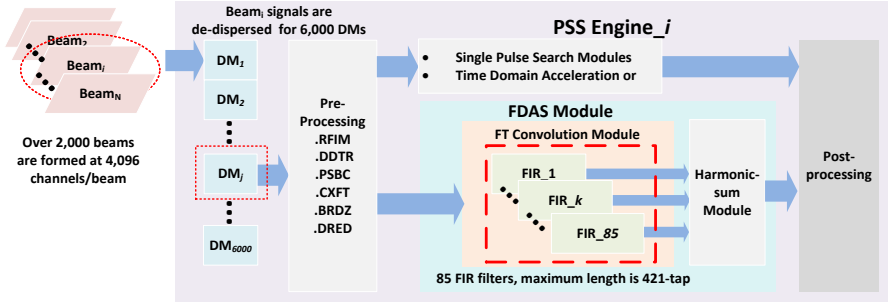 Beam2
Beami
BeamN
Over 2,000 beams
are formed at 4,096
channels/beam
Beami signals are
de-dispersed for 6,000 DMs
DM1
DM2
DMj
DM6000
Pre-
Processing
.RFIM
.DDTR
.PSBC
.CXFT
.BRDZ
.DRED
PSS Engine_i
• Single Pulse Search Modules
• Time Domain Acceleration or
FDAS Module
FT Convolution Module
FIR_1
FIR_k
FIR_85
85 FIR filters, maximum length is 421-tap
Harmonic-
sum
Module
Post-
processing